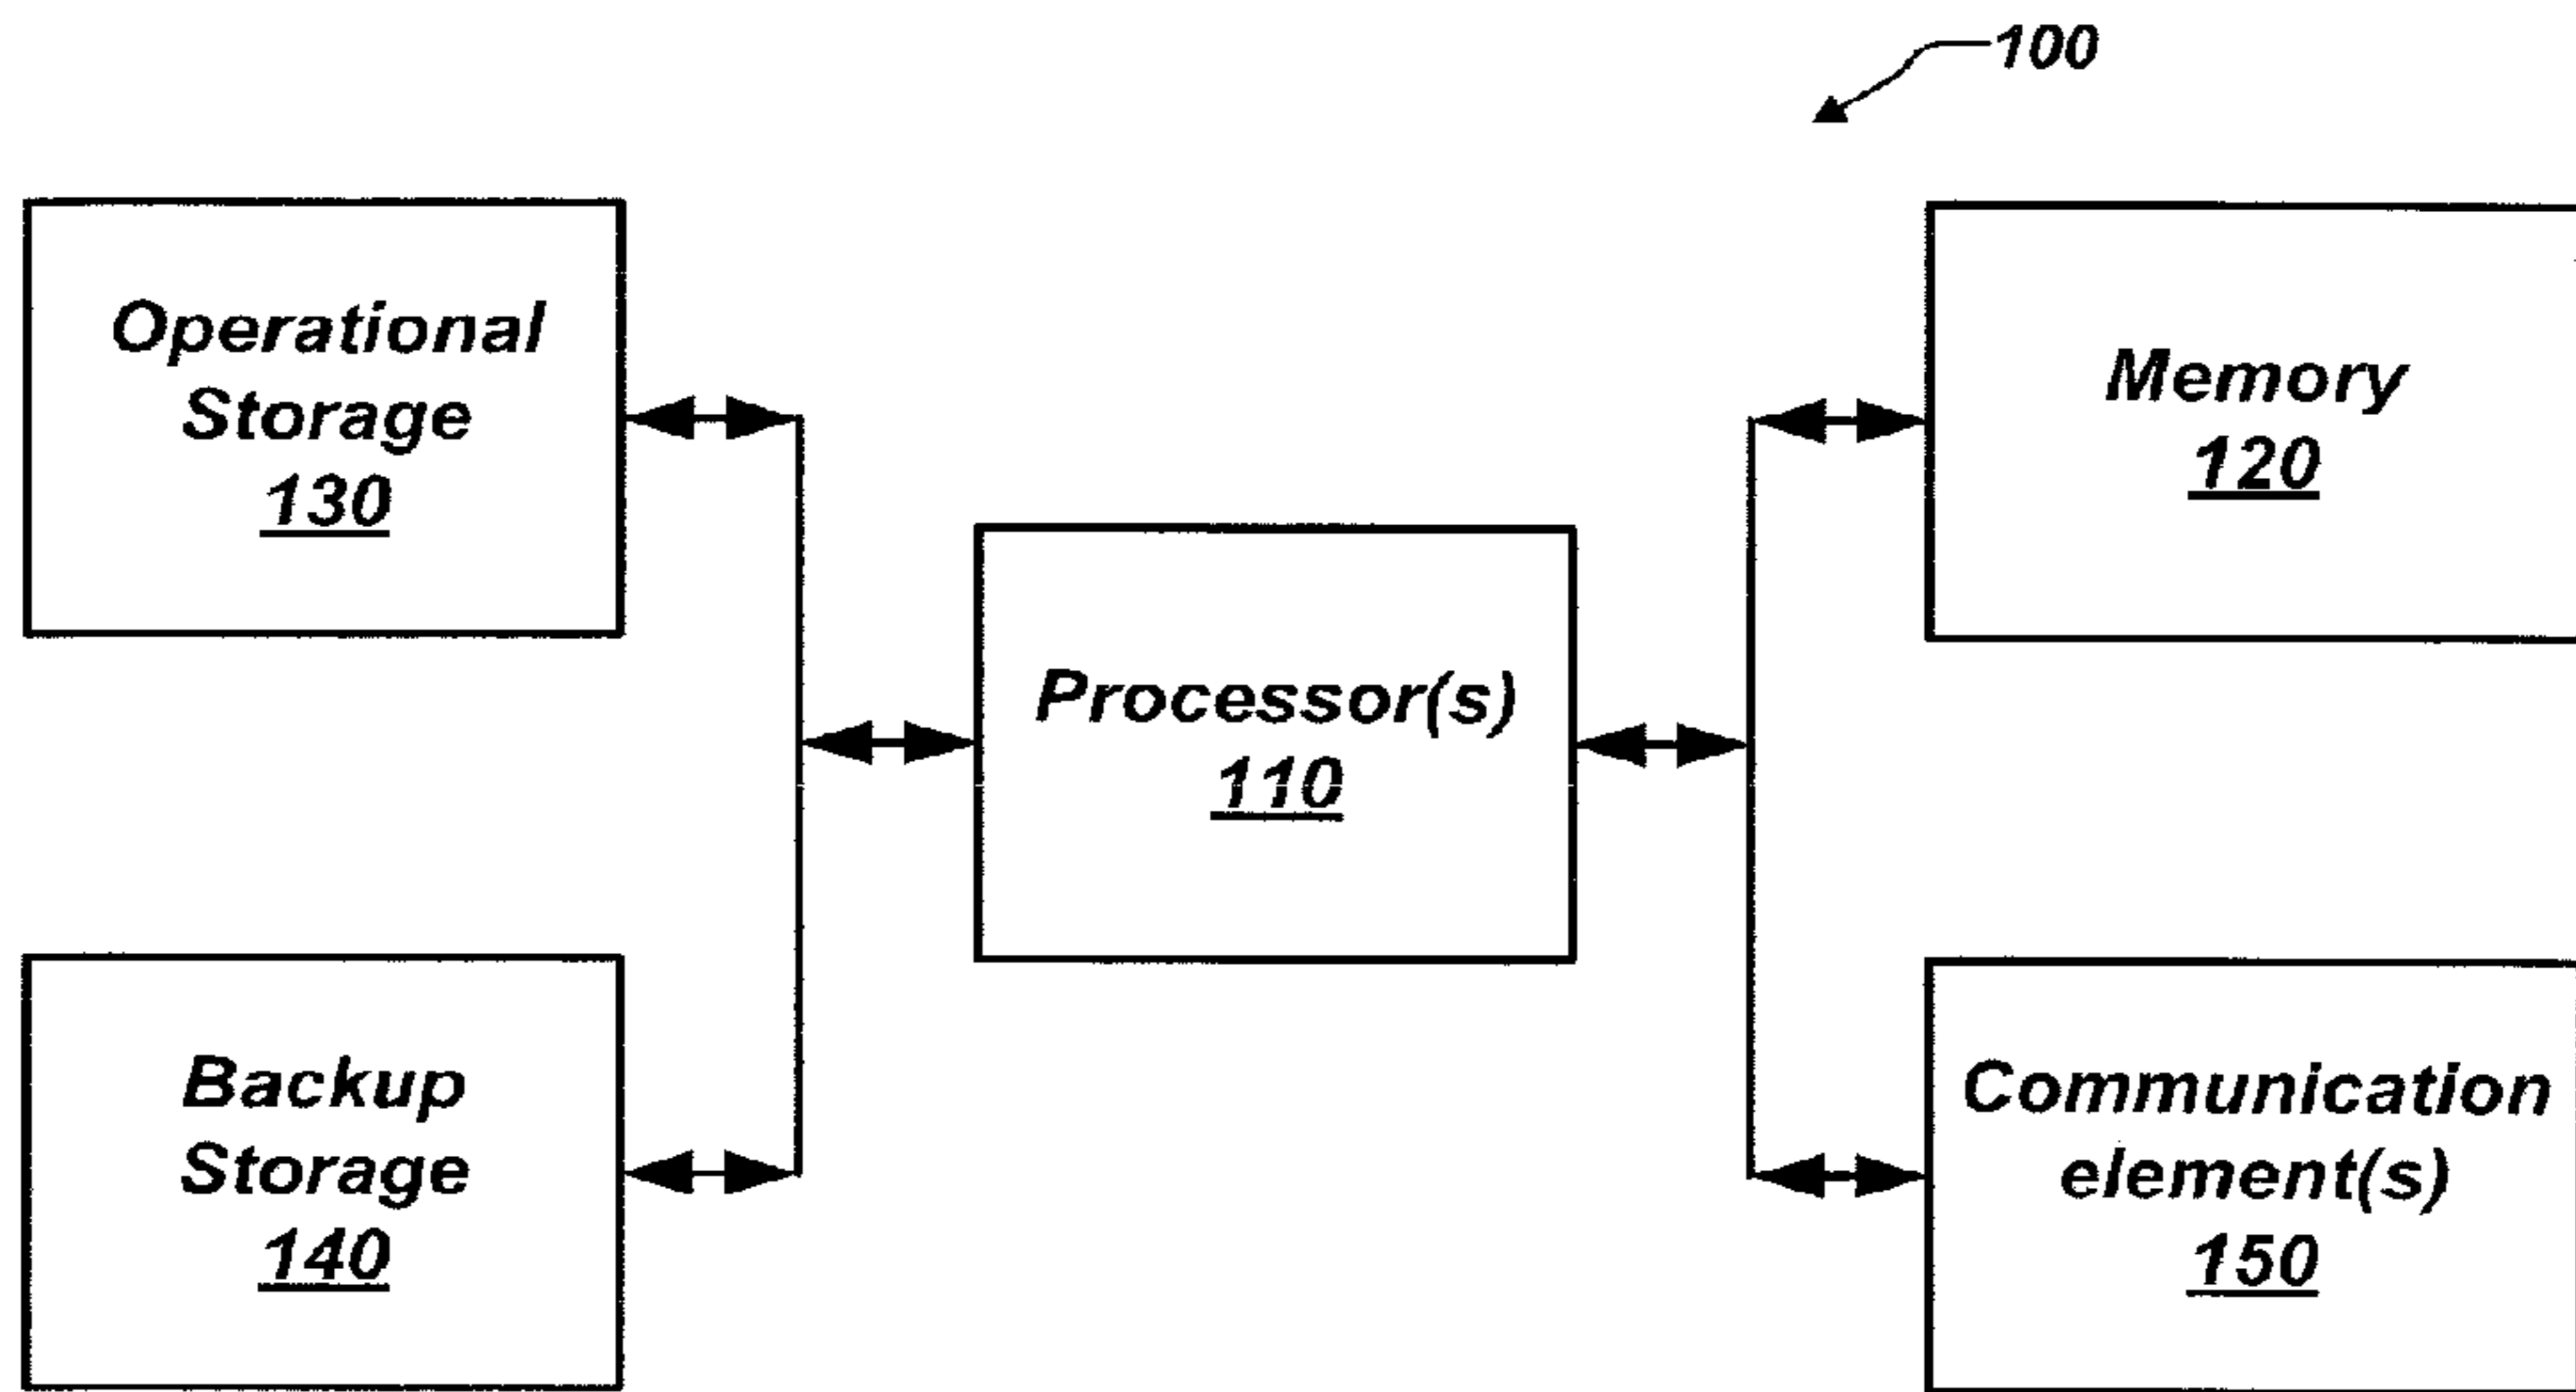 100
Operational
Storage
130
Memory
120
Processor(s)
110
Backup
Storage
140
Communication
element(s)
150